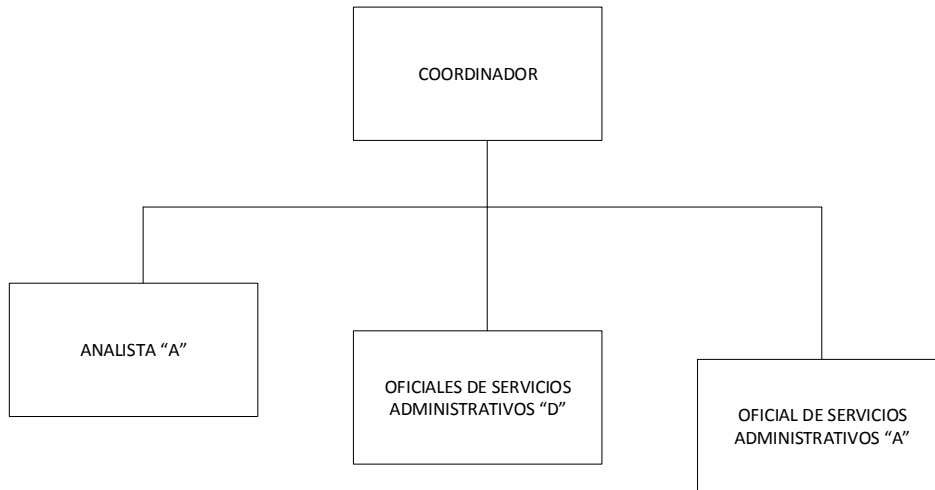 COORDINADOR
ANALISTA “A”
OFICIALES DE SERVICIOS
ADMINISTRATIVOS “D”
OFICIAL DE SERVICIOS
ADMINISTRATIVOS “A”